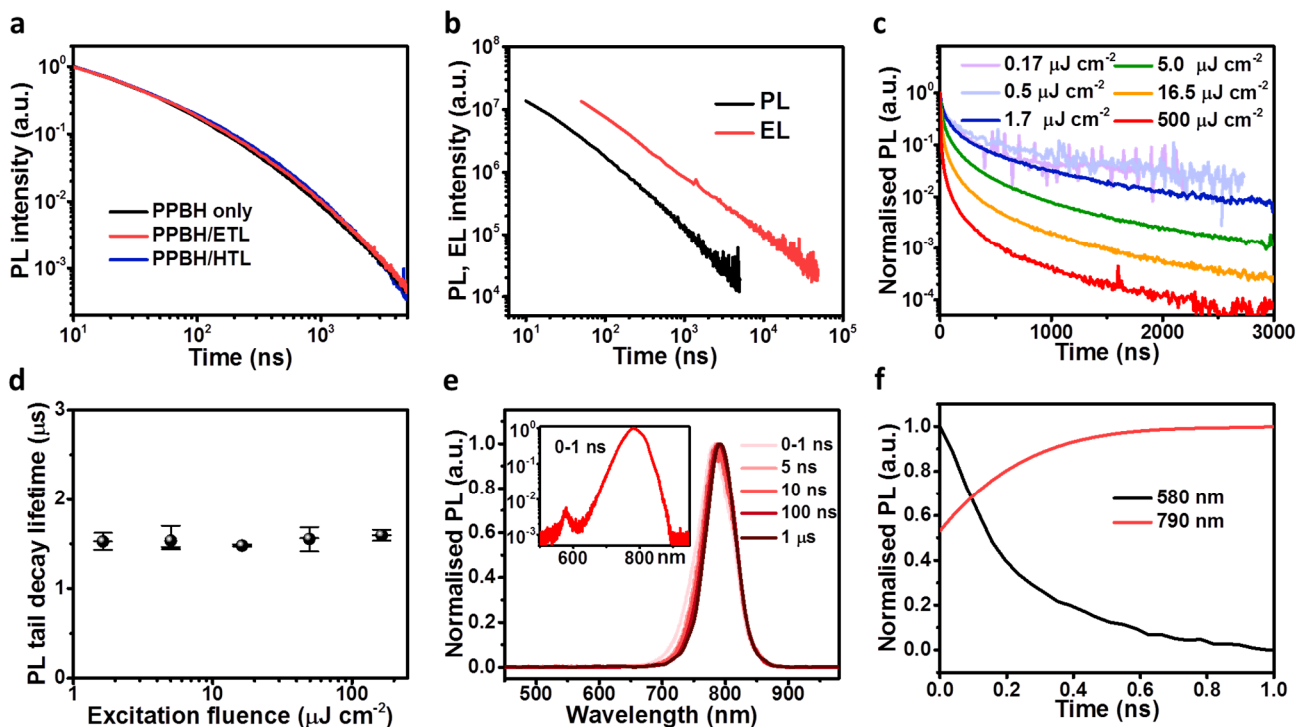 a
PL intensity (a.u.)
10⁰
10⁻¹
10⁻²
10⁻³
PPBH only
PPBH/ETL
PPBH/HTL
10¹ 10² 10³
Time (ns)
b
PL, EL intensity (a.u.)
10⁸
10⁷
10⁶
10⁵
10⁴
PL
EL
10¹ 10² 10³ 10⁴ 10⁵
Time (ns)
c
Normalised PL (a.u.)
0.17 μJ cm⁻² 5.0 μJ cm⁻²
0.5 μJ cm⁻² 16.5 μJ cm⁻²
1.7 μJ cm⁻² 500 μJ cm⁻²
10⁰
10⁻¹
10⁻²
10⁻³
10⁻⁴
0 1000 2000 3000
Time (ns)
d
PL tail decay lifetime (μs)
3
2
1
0
1 10 100
Excitation fluence (μJ cm⁻²)
e
Normalised PL (a.u.)
1.0
0.8
0.6
0.4
0.2
0.0
10⁰
10⁻¹
10⁻²
10⁻³
0-1 ns
600 800 nm
0-1 ns
5 ns
10 ns
100 ns
1 μs
500 600 700 800 900
Wavelength (nm)
f
Normalised PL (a.u.)
1.0
0.8
0.6
0.4
0.2
0.0
580 nm
790 nm
0.0 0.2 0.4 0.6 0.8 1.0
Time (ns)